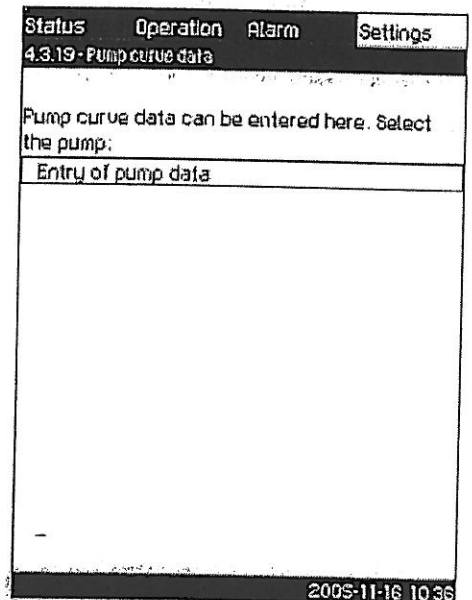 Status Operation Alarm Settings
4.3.19 - Pump curve data
Pump curve data can be entered here. Select
the pump:
Entry of pump data
2005-11-16 10:36